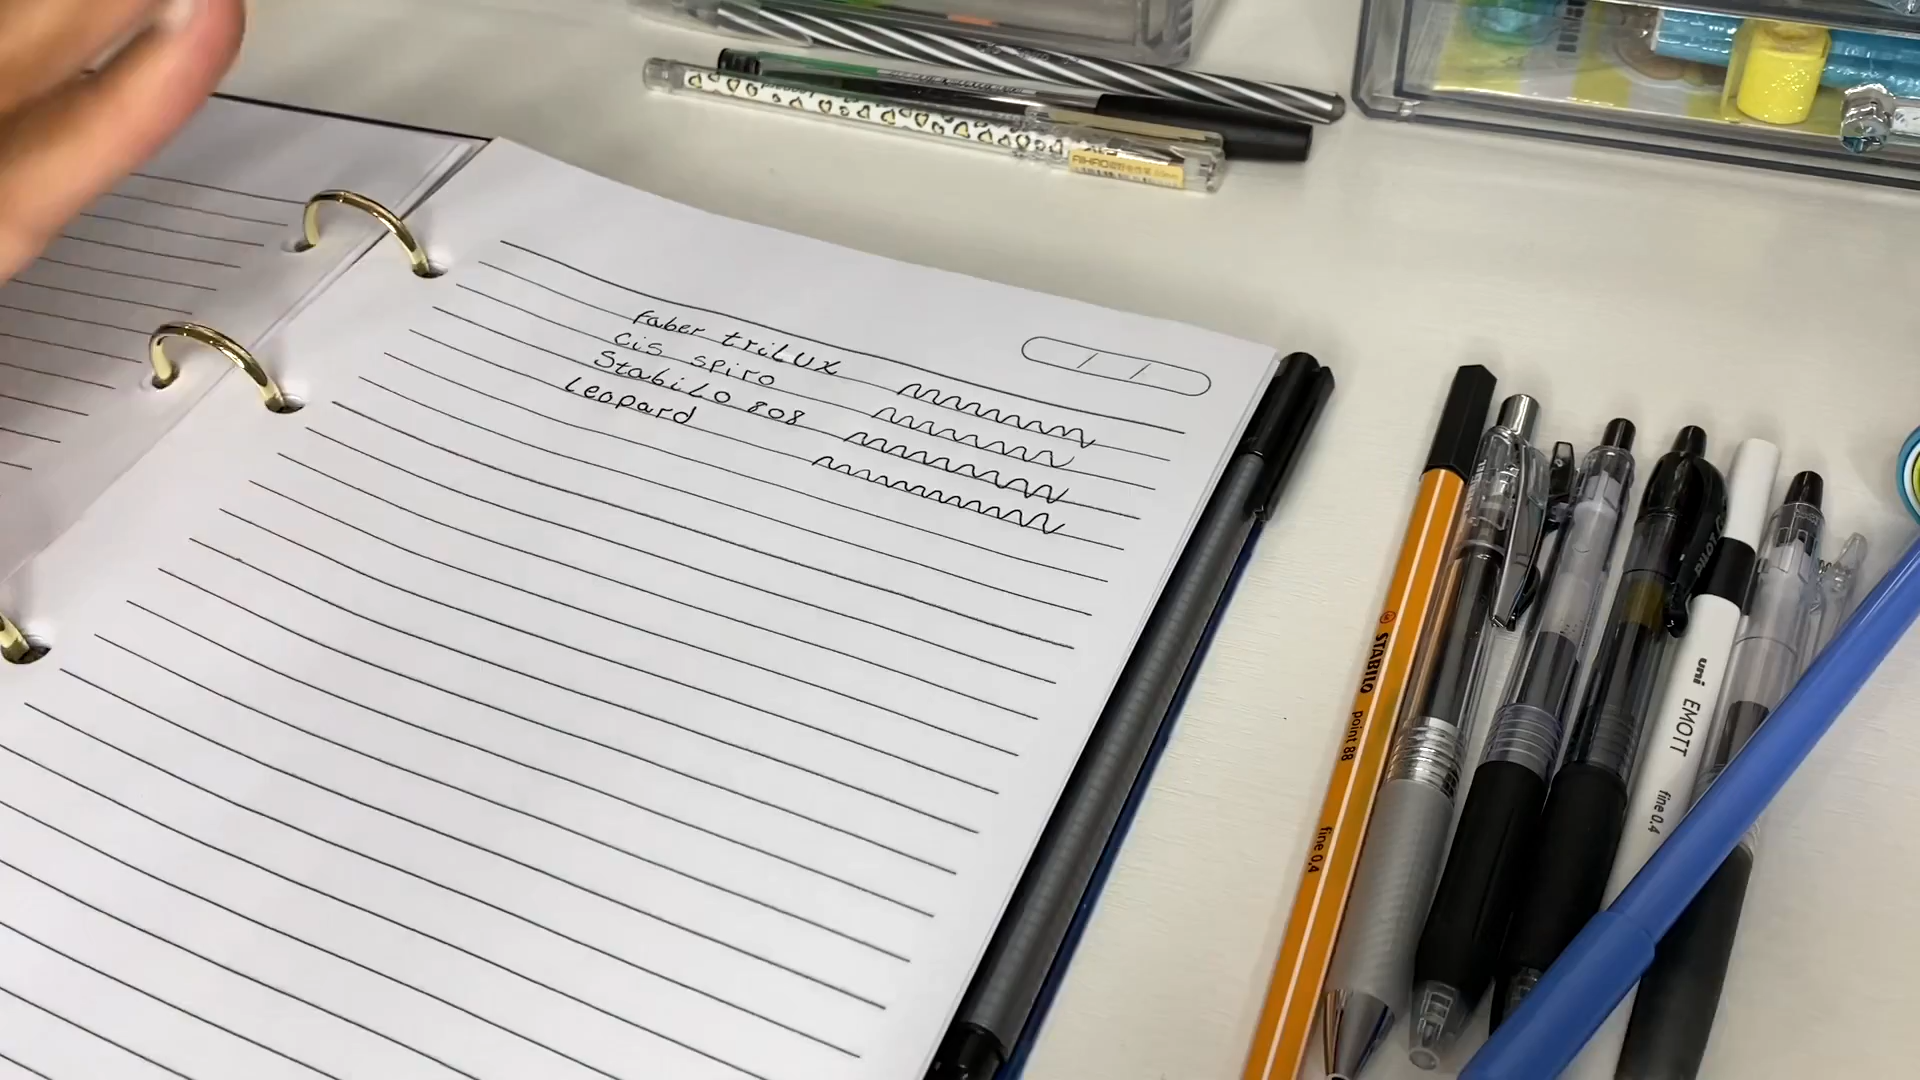 faber triLUX
Cis spiro
StabiLO 808
Leopard
STABILO point 88 fine 0,4
uni EMOTT fine 0.4